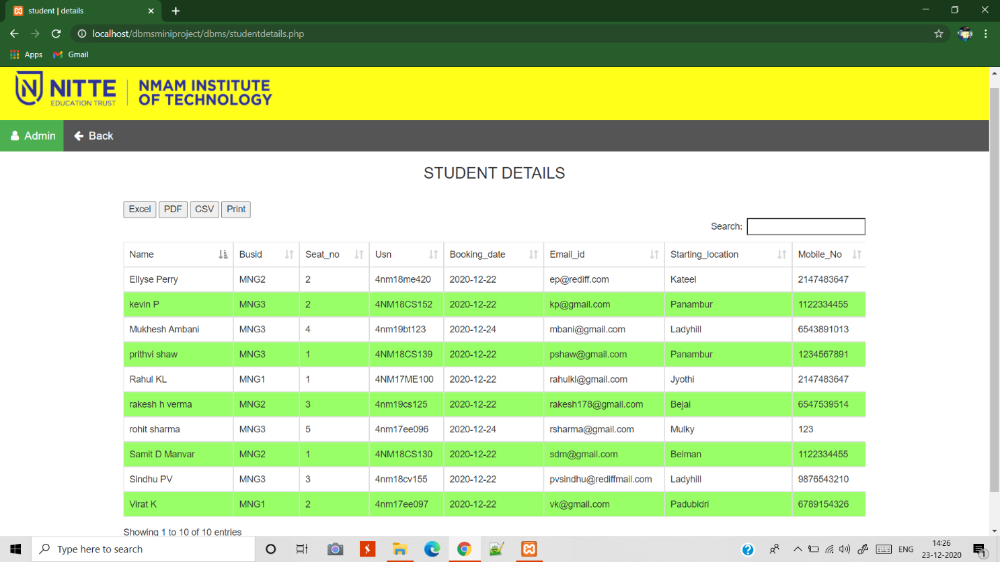 student | details
localhost/dbmsminiproject/dbms/studentdetails.php
Apps Gmail
N NITTE EDUCATION TRUST
NMAM INSTITUTE
OF TECHNOLOGY
Admin Back
STUDENT DETAILS
Excel PDF CSV Print
Search:
Name Busid Seat_no Usn Booking_date Email_id Starting_location Mobile_No
Ellyse Perry MNG2 2 4nm18me420 2020-12-22 ep@rediff.com Kateel 2147483647
kevin P MNG3 2 4NM18CS152 2020-12-22 kp@gmail.com Panambur 1122334455
Mukhesh Ambani MNG3 4 4nm19bt123 2020-12-24 mbani@gmail.com Ladyhill 6543891013
prithvi shaw MNG3 1 4NM18CS139 2020-12-22 pshaw@gmail.com Panambur 1234567891
Rahul KL MNG1 1 4NM17ME100 2020-12-22 rahulkl@gmail.com Jyothi 2147483647
rakesh h verma MNG2 3 4nm19cs125 2020-12-22 rakesh178@gmail.com Bejai 6547539514
rohit sharma MNG3 5 4nm17ee096 2020-12-24 rsharma@gmail.com Mulky 123
Samit D Manvar MNG2 1 4NM18CS130 2020-12-22 sdm@gmail.com Belman 1122334455
Sindhu PV MNG3 3 4nm18cv155 2020-12-22 pvsindhu@rediffmail.com Ladyhill 9876543210
Virat K MNG1 2 4nm17ee097 2020-12-22 vk@gmail.com Padubidri 6789154326
Showing 1 to 10 of 10 entries
Type here to search
ENG
14:26
23-12-2020
1